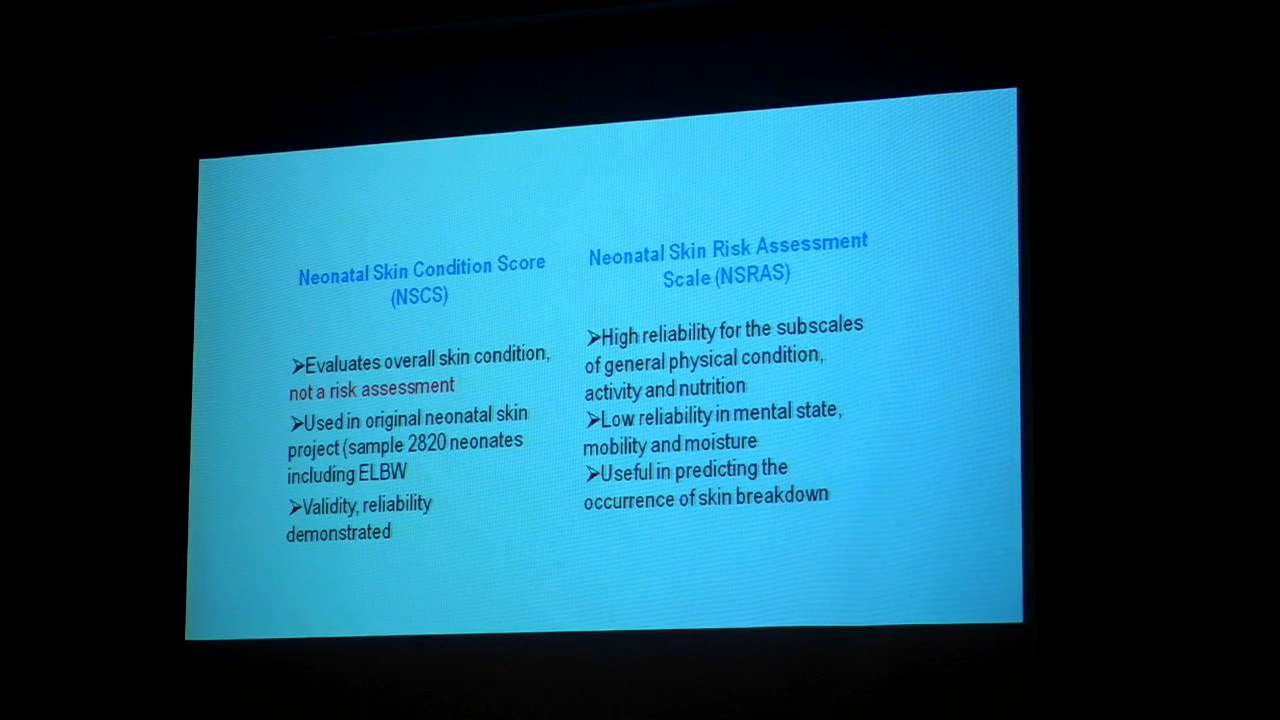 Neonatal Skin Condition Score
(NSCS)
➢Evaluates overall skin condition,
not a risk assessment
➢Used in original neonatal skin
project (sample 2820 neonates
including ELBW
➢Validity, reliability
demonstrated
Neonatal Skin Risk Assessment
Scale (NSRAS)
➢High reliability for the subscales
of general physical condition,
activity and nutrition
➢Low reliability in mental state,
mobility and moisture
➢Useful in predicting the
occurrence of skin breakdown